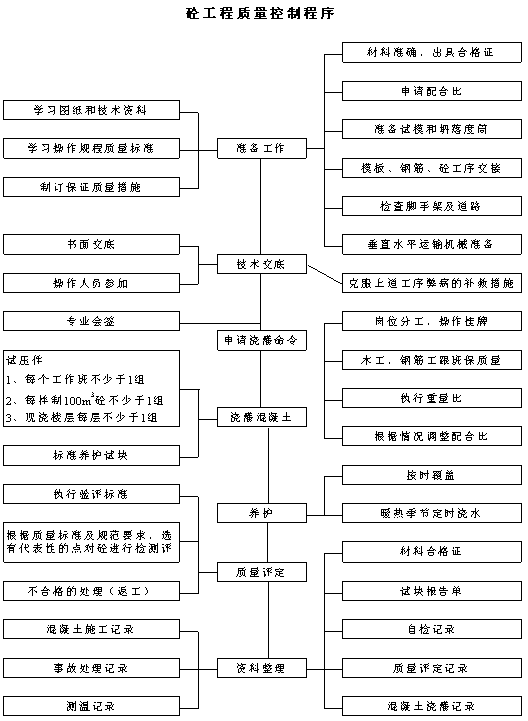 砼工程质量控制程序
学习图纸和技术资料
学习操作规程质量标准
制订保证质量措施
准备工作
材料准确、出具合格证
申请配合比
准备试模和坍落度筒
模板、钢筋、砼工序交接
检查脚手架及道路
垂直水平运输机械准备
书面交底
操作人员参加
技术交底
克服上道工序弊病的补救措施
专业会签
申请浇灌命令
试压件
1、每个工作班不少于1组
2、每拌制100m³砼不少于1组
3、现浇楼层每层不少于1组
标准养护试块
浇灌混凝土
岗位分工、操作挂牌
木工、钢筋工跟班保质量
执行重量比
根据情况调整配合比
养护
按时覆盖
暖热季节定时浇水
执行验评标准
根据质量标准及规范要求、选
有代表性的点对砼进行检测评
不合格的处理（返工）
质量评定
混凝土施工记录
事故处理记录
测温记录
资料整理
材料合格证
试块报告单
自检记录
质量评定记录
混凝土浇灌记录